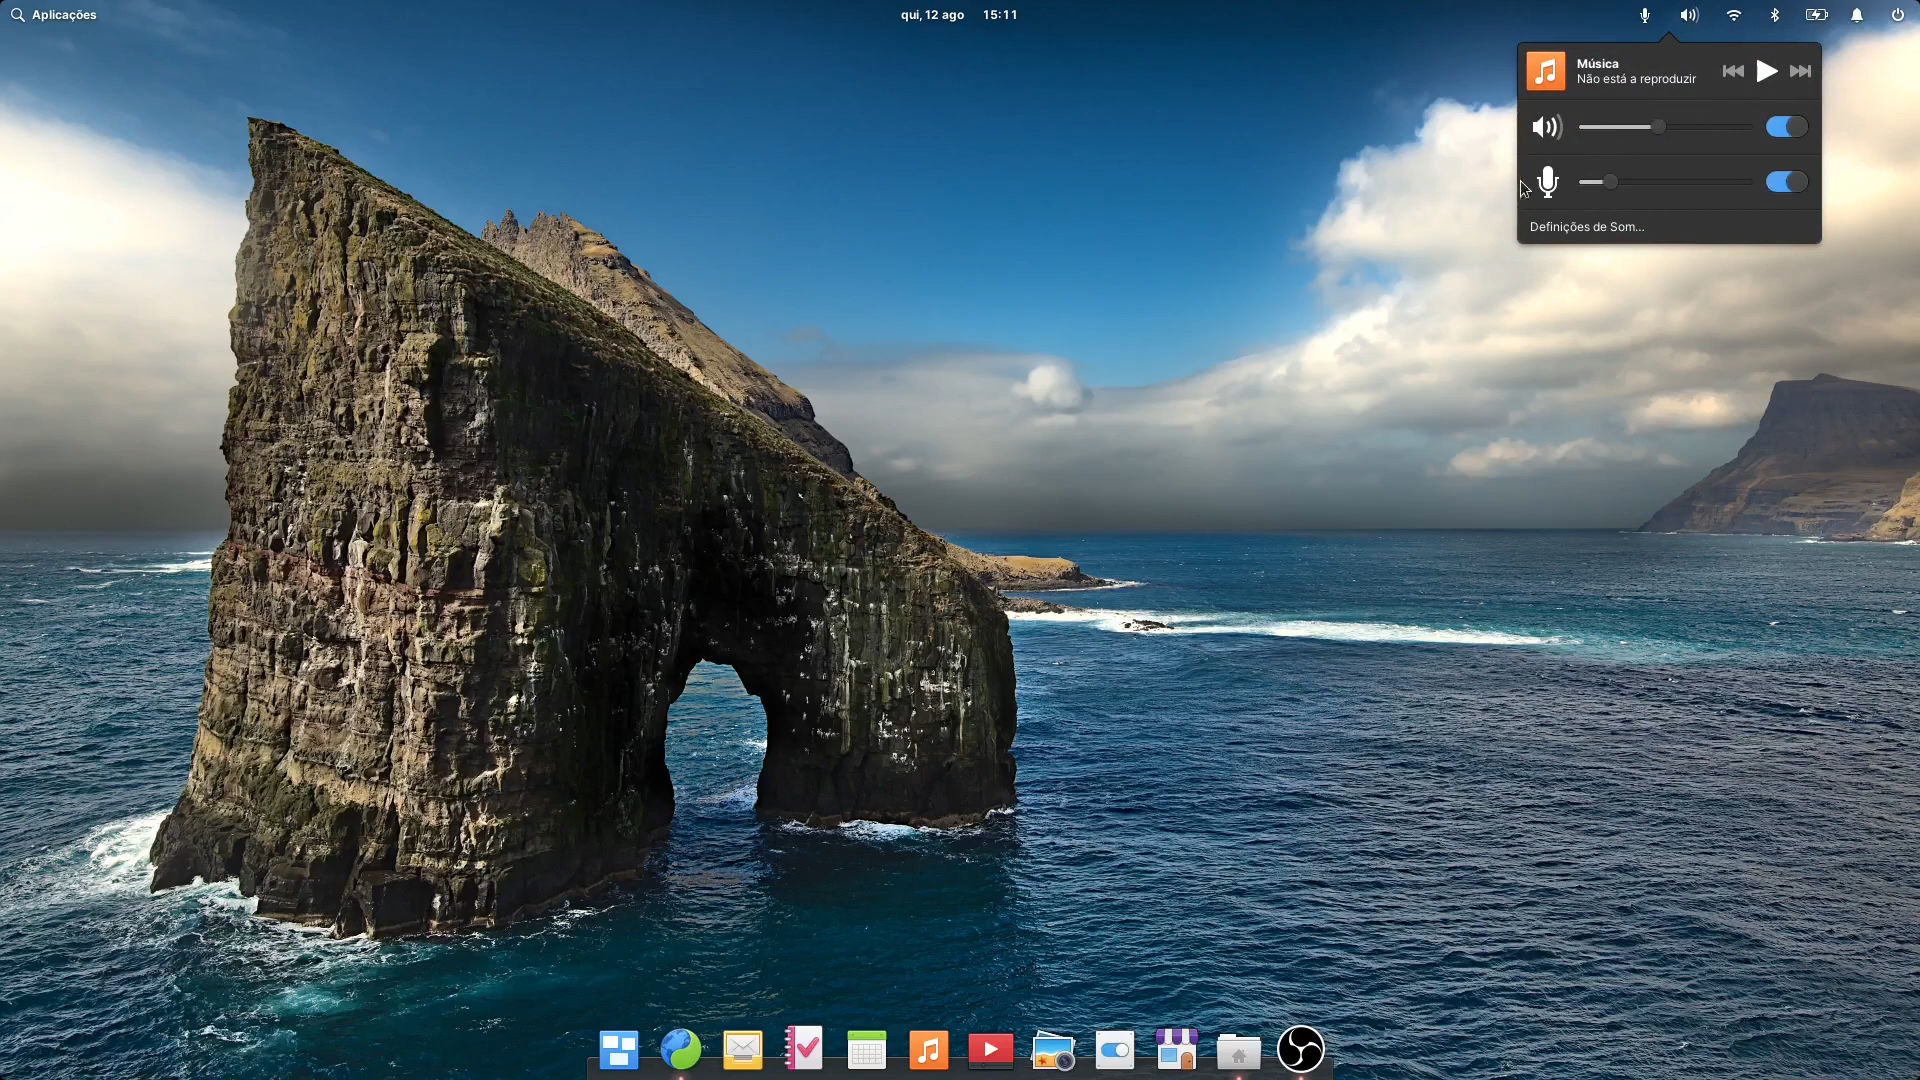 Aplicações
qui, 12 ago 15:11
Música
Não está a reproduzir
Definições de Som...